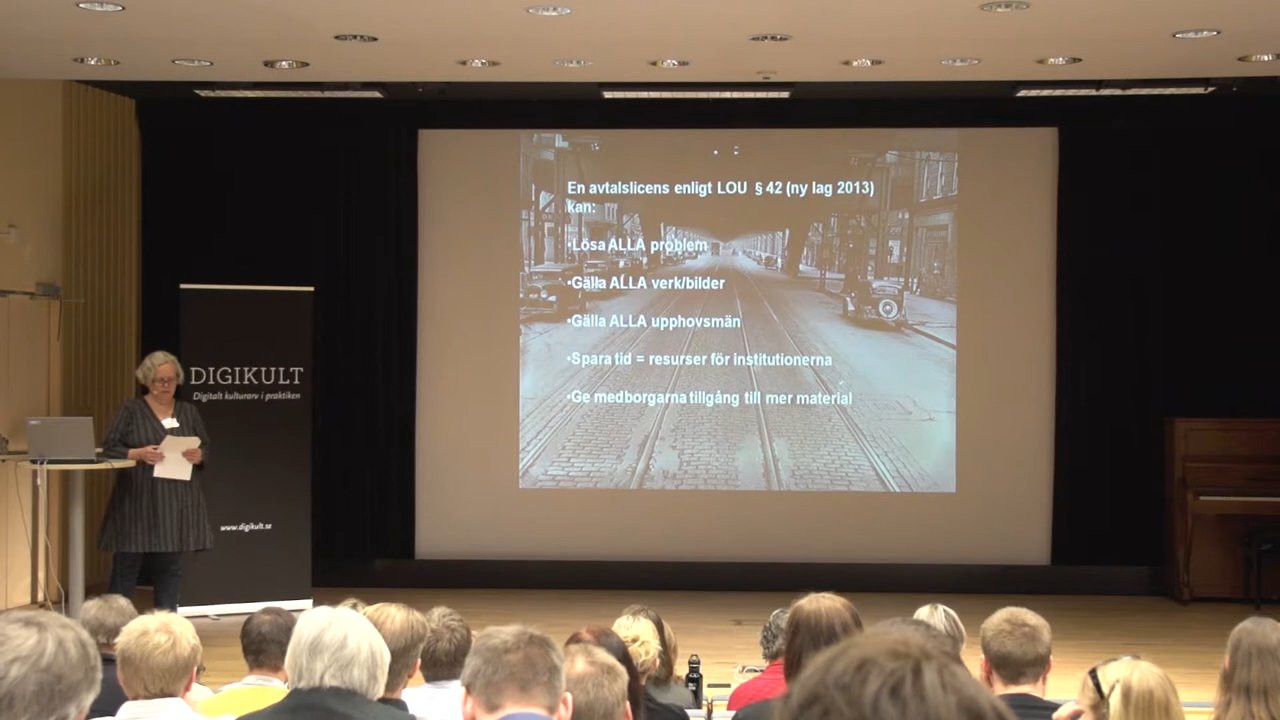 En avtalslicens enligt LOU § 42 (ny lag 2013)
kan:
•Lösa ALLA problem
•Gälla ALLA verk/bilder
•Gälla ALLA upphovsmän
•Spara tid = resurser för institutionerna
•Ge medborgarna tillgång till mer material
DIGIKULT
Digitalt kulturarv i praktiken
www.digikult.se